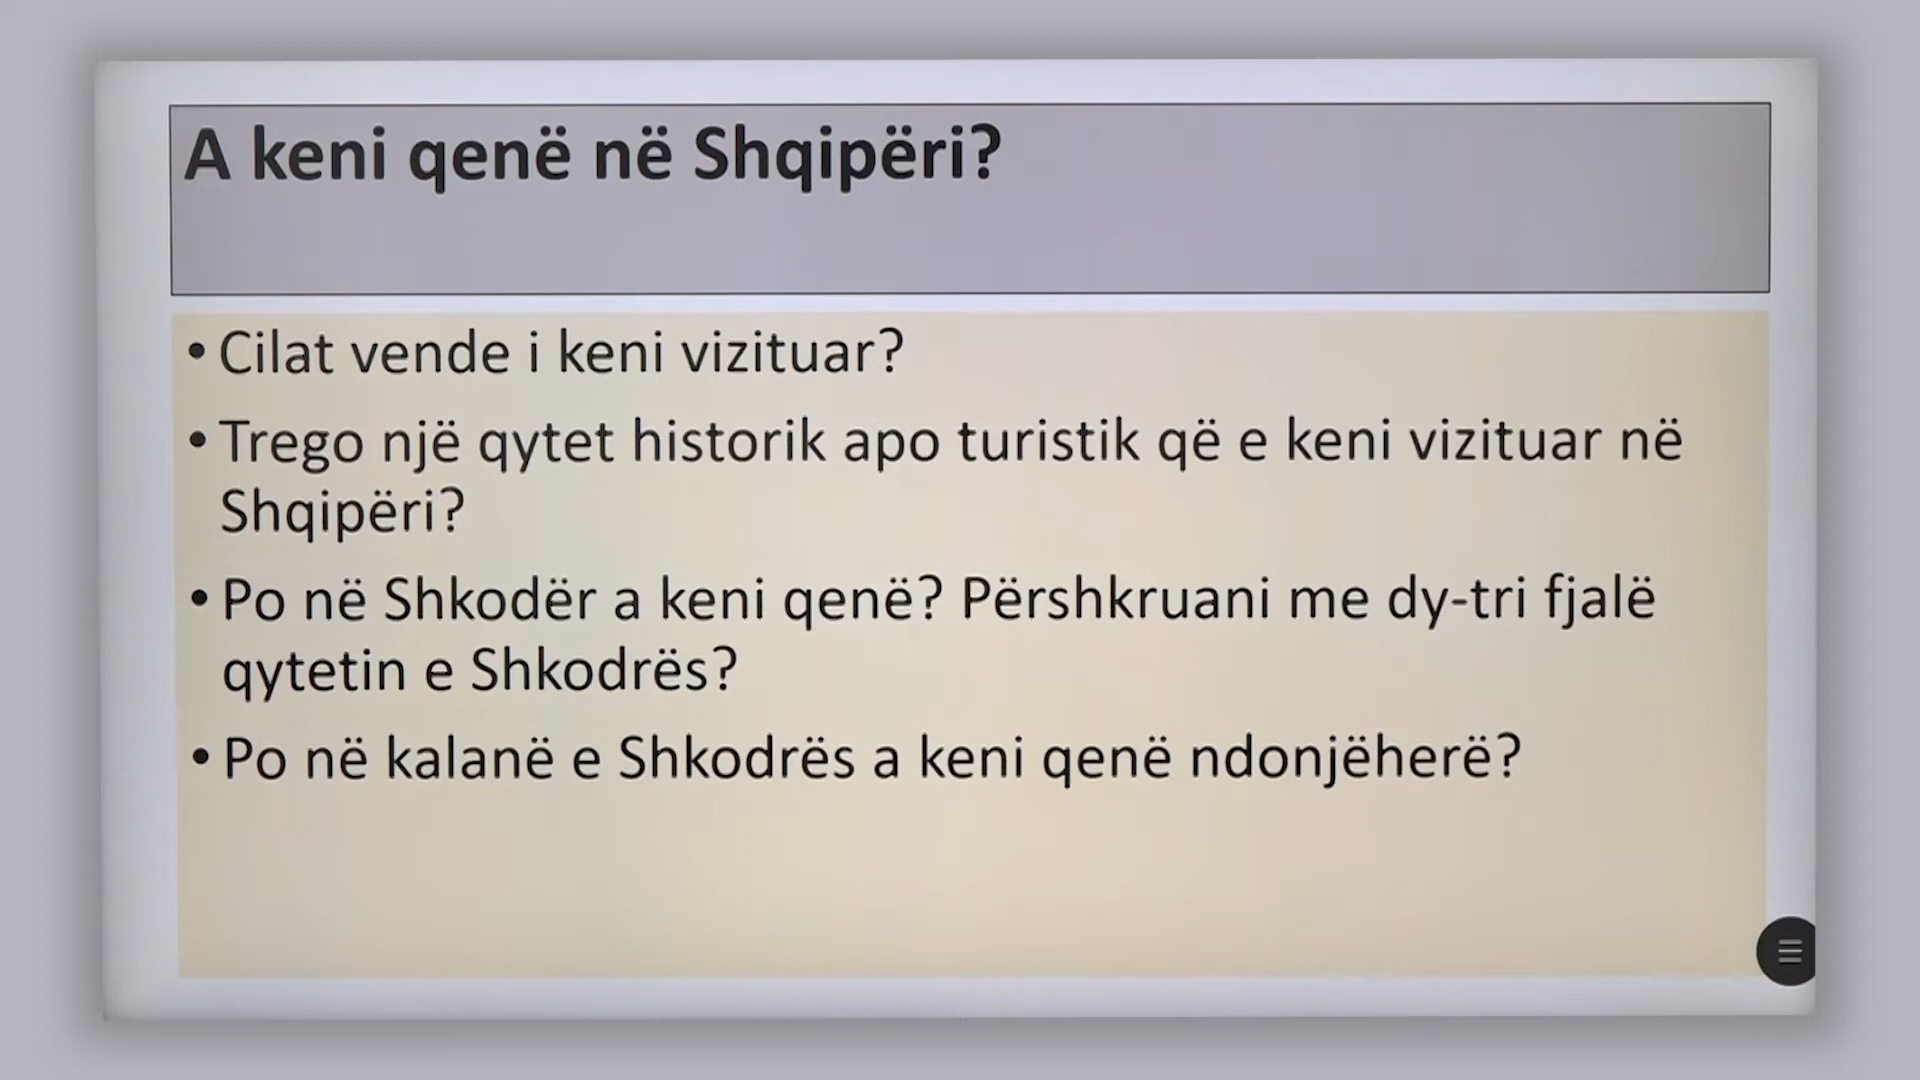 A keni qenë në Shqipëri?
• Cilat vende i keni vizituar?
• Trego një qytet historik apo turistik që e keni vizituar në
Shqipëri?
• Po në Shkodër a keni qenë? Përshkruani me dy-tri fjalë
qytetin e Shkodrës?
• Po në kalanë e Shkodrës a keni qenë ndonjëherë?